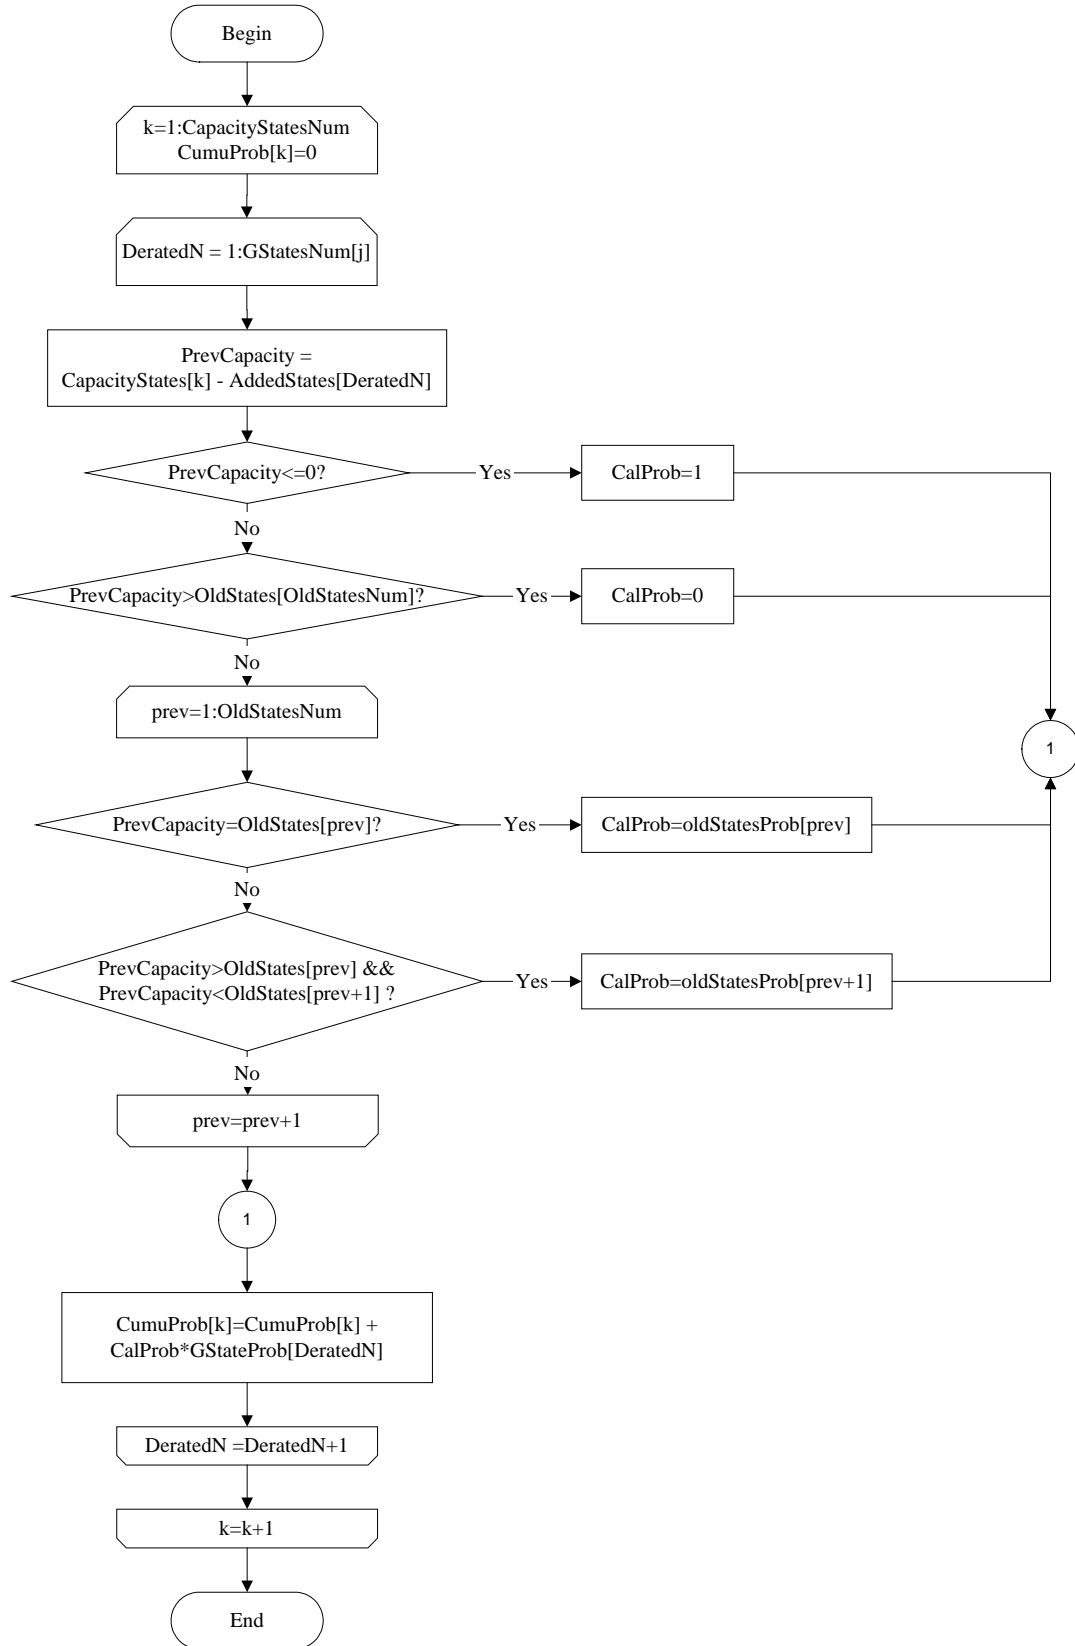 Begin
k=1:CapacityStatesNum
CumuProb[k]=0
DeratedN = 1:GStatesNum[j]
PrevCapacity =
CapacityStates[k] - AddedStates[DeratedN]
PrevCapacity<=0?
Yes
CalProb=1
No
PrevCapacity>OldStates[OldStatesNum]?
Yes
CalProb=0
No
prev=1:OldStatesNum
1
PrevCapacity=OldStates[prev]?
Yes
CalProb=oldStatesProb[prev]
No
PrevCapacity>OldStates[prev] &&
PrevCapacity<OldStates[prev+1] ?
Yes
CalProb=oldStatesProb[prev+1]
No
prev=prev+1
1
CumuProb[k]=CumuProb[k] +
CalProb*GStateProb[DeratedN]
DeratedN =DeratedN+1
k=k+1
End